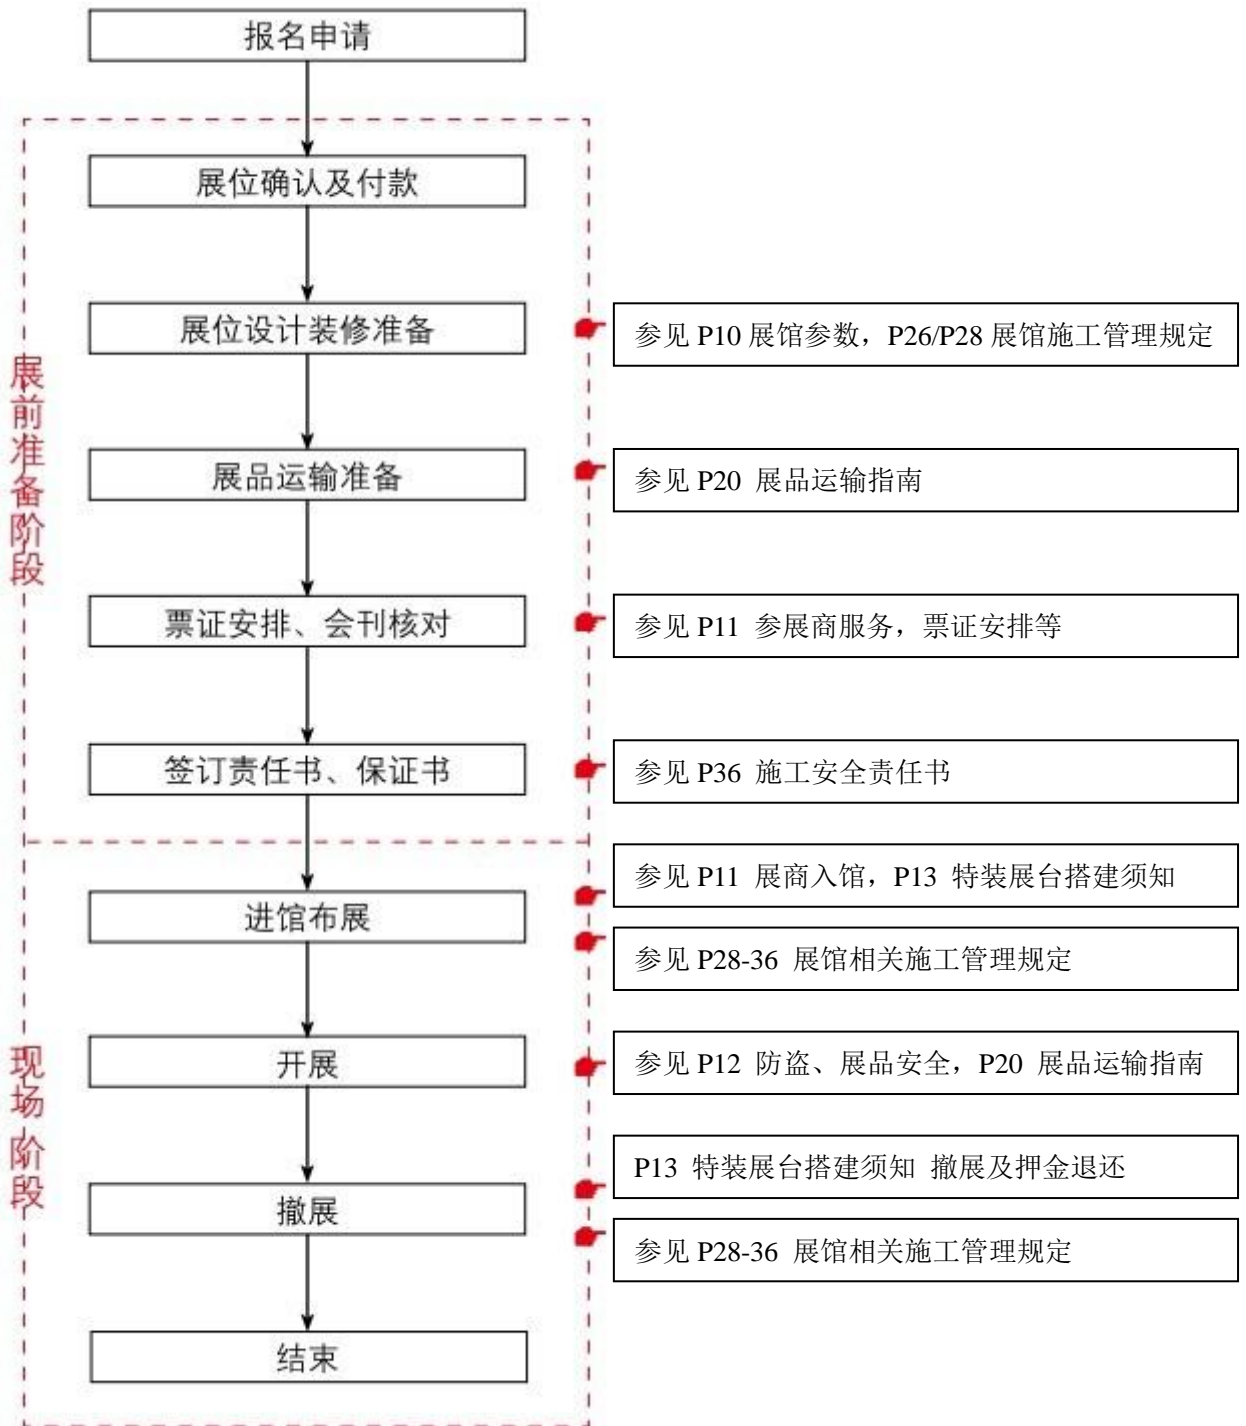 报名申请
展位确认及付款
展位设计装修准备
参见 P10 展馆参数，P26/P28 展馆施工管理规定
展前准备阶段
展品运输准备
参见 P20 展品运输指南
票证安排、会刊核对
参见 P11 参展商服务，票证安排等
签订责任书、保证书
参见 P36 施工安全责任书
进馆布展
参见 P11 展商入馆，P13 特装展台搭建须知
参见 P28-36 展馆相关施工管理规定
现场阶段
开展
参见 P12 防盗、展品安全，P20 展品运输指南
撤展
P13 特装展台搭建须知 撤展及押金退还
参见 P28-36 展馆相关施工管理规定
结束